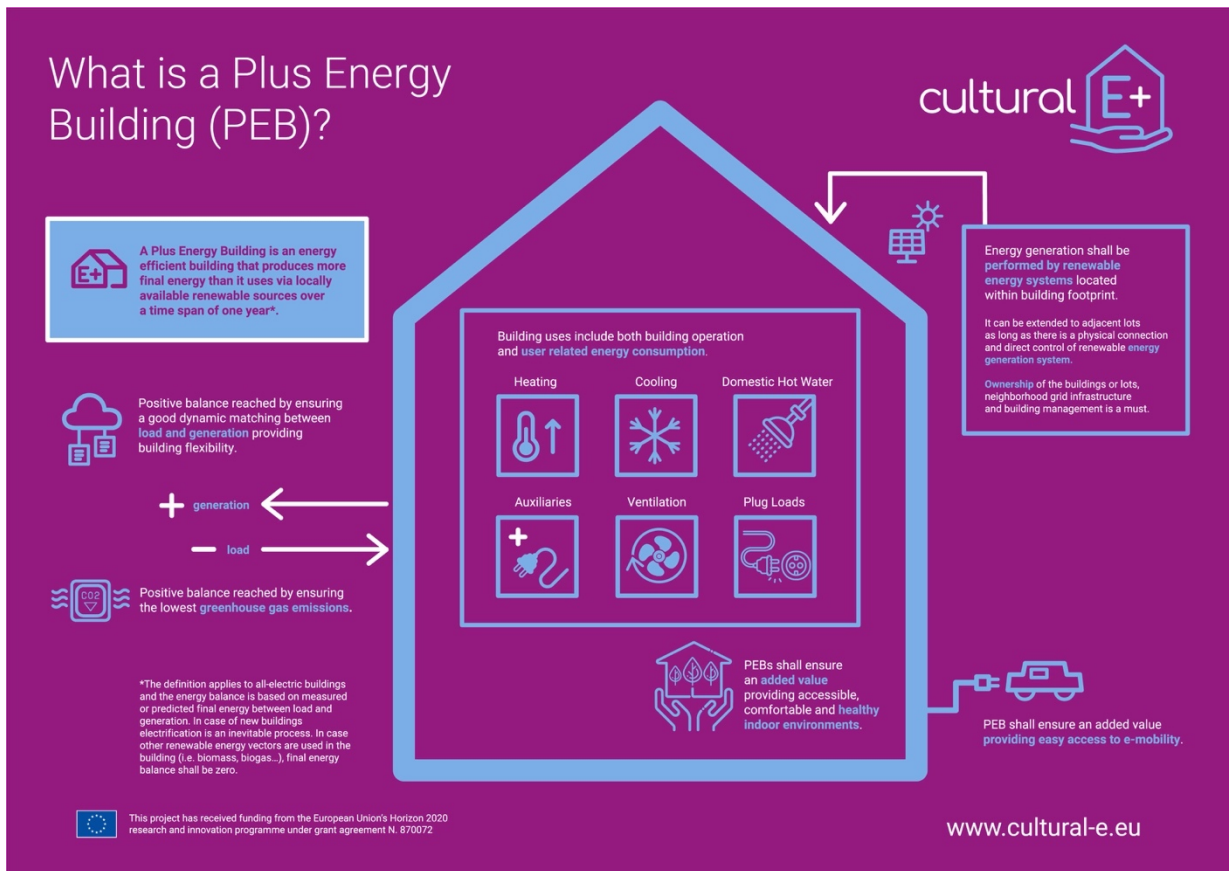 What is a Plus Energy
Building (PEB)?
cultural E+
E+
A Plus Energy Building is an energy
efficient building that produces more
final energy than it uses via locally
available renewable sources over
a time span of one year*.
Positive balance reached by ensuring
a good dynamic matching between
load and generation providing
building flexibility.
+ generation
− load
CO2
Positive balance reached by ensuring
the lowest greenhouse gas emissions.
*The definition applies to all-electric buildings
and the energy balance is based on measured
or predicted final energy between load and
generation. In case of new buildings
electrification is an inevitable process. In case
other renewable energy vectors are used in the
building (i.e. biomass, biogas...), final energy
balance shall be zero.
Building uses include both building operation
and user related energy consumption.
Heating
Cooling
Domestic Hot Water
Auxiliaries
Ventilation
Plug Loads
+
PEBs shall ensure
an added value
providing accessible,
comfortable and healthy
indoor environments.
Energy generation shall be
performed by renewable
energy systems located
within building footprint.
It can be extended to adjacent lots
as long as there is a physical connection
and direct control of renewable energy
generation system.
Ownership of the buildings or lots,
neighborhood grid infrastructure
and building management is a must.
PEB shall ensure an added value
providing easy access to e-mobility.
This project has received funding from the European Union's Horizon 2020
research and innovation programme under grant agreement N. 870072
www.cultural-e.eu